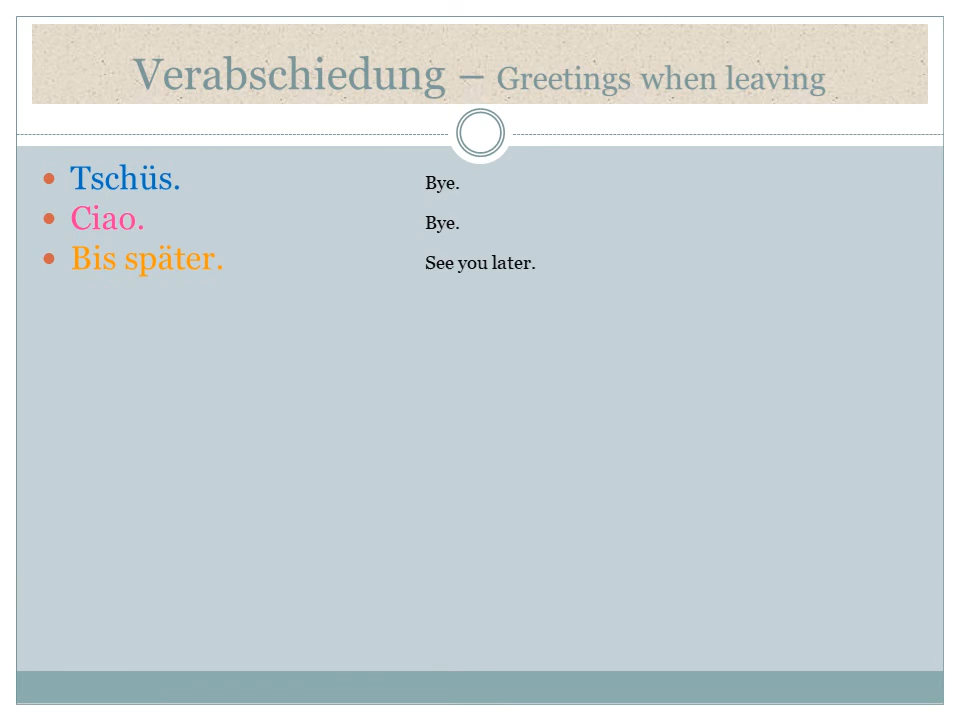 Verabschiedung – Greetings when leaving
• Tschüs. Bye.
• Ciao. Bye.
• Bis später. See you later.